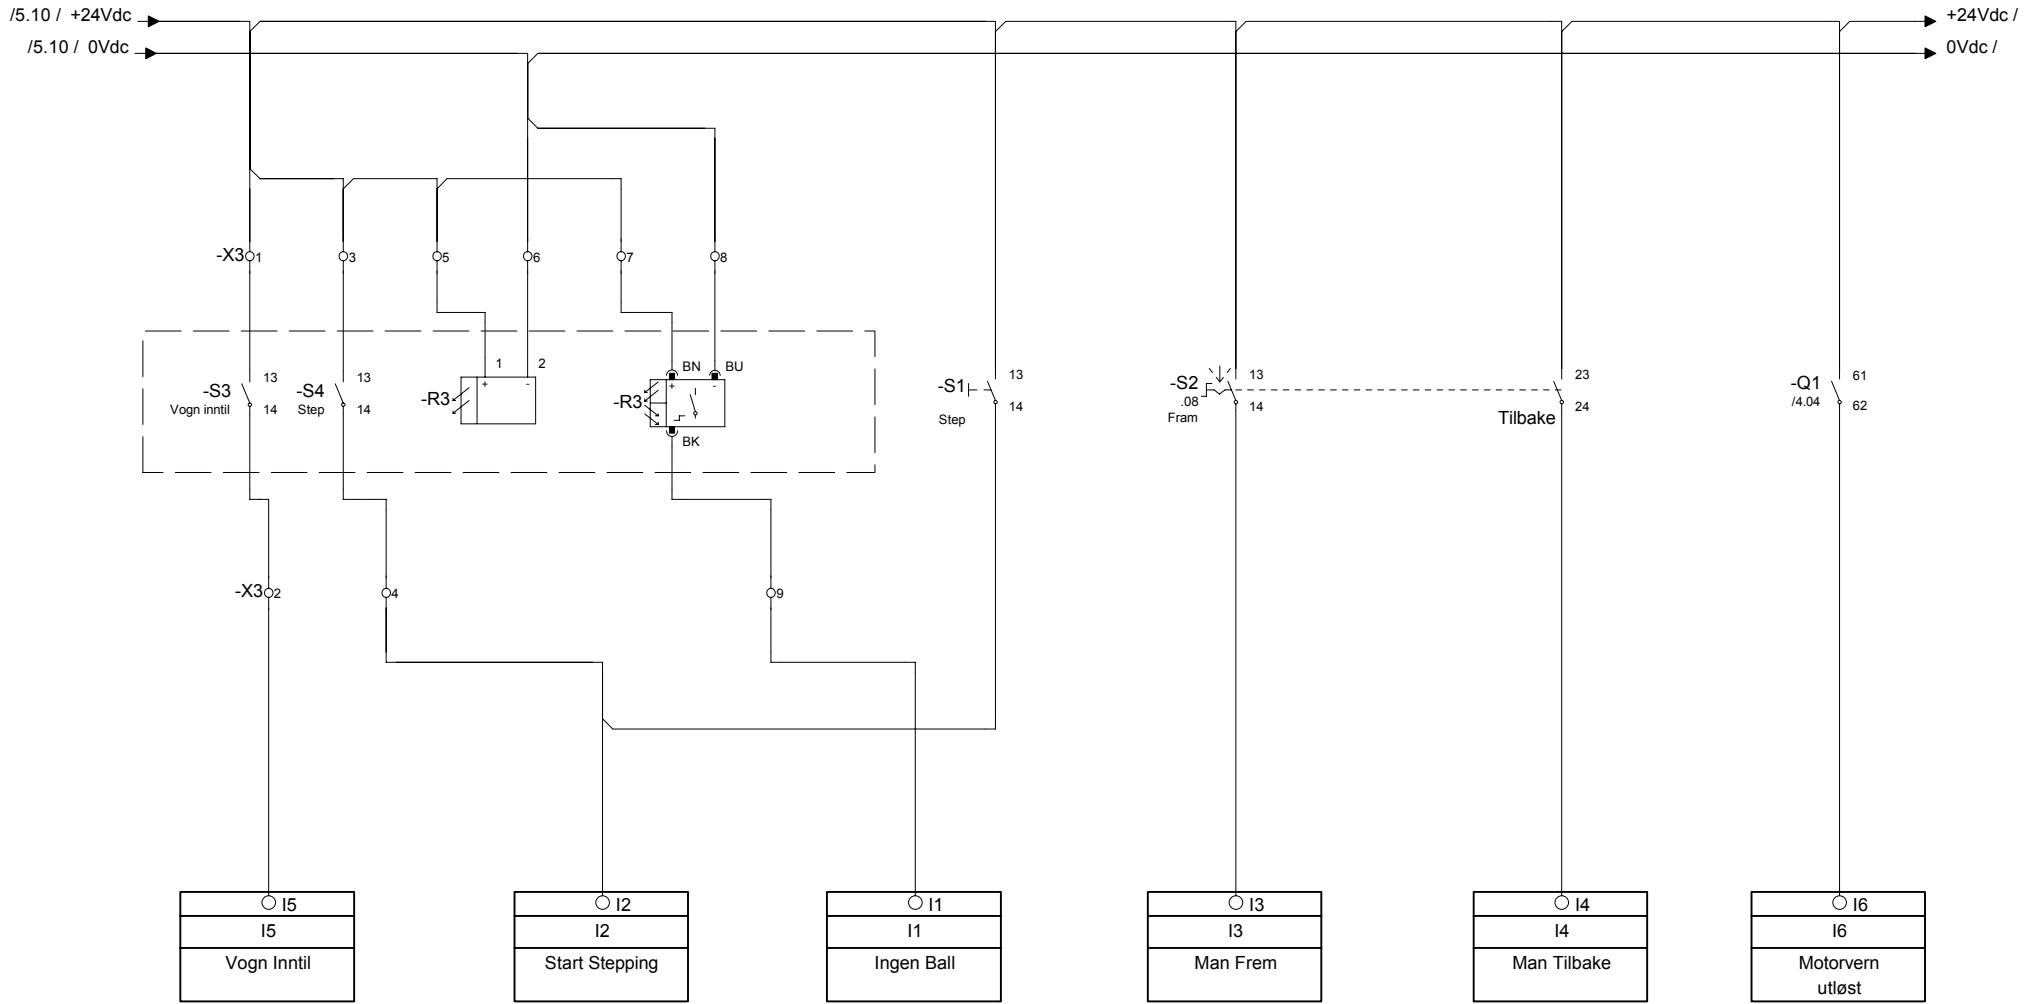 /5.10 / +24Vdc
+24Vdc /
/5.10 / 0Vdc
0Vdc /
-X3 1 3 5 6 7 8
1 2
BN BU
-S3 13
Vogn inntil 14
-S4 13
Step 14
-R3 + -
-R3 + -
BK
-S1 13
14
Step
-S2 13
.08 14
Fram
23
24
Tilbake
-Q1 61
/4.04 62
-X3 2 4 9
I5
I5
Vogn Inntil
I2
I2
Start Stepping
I1
I1
Ingen Ball
I3
I3
Man Frem
I4
I4
Man Tilbake
I6
I6
Motorvern
utløst